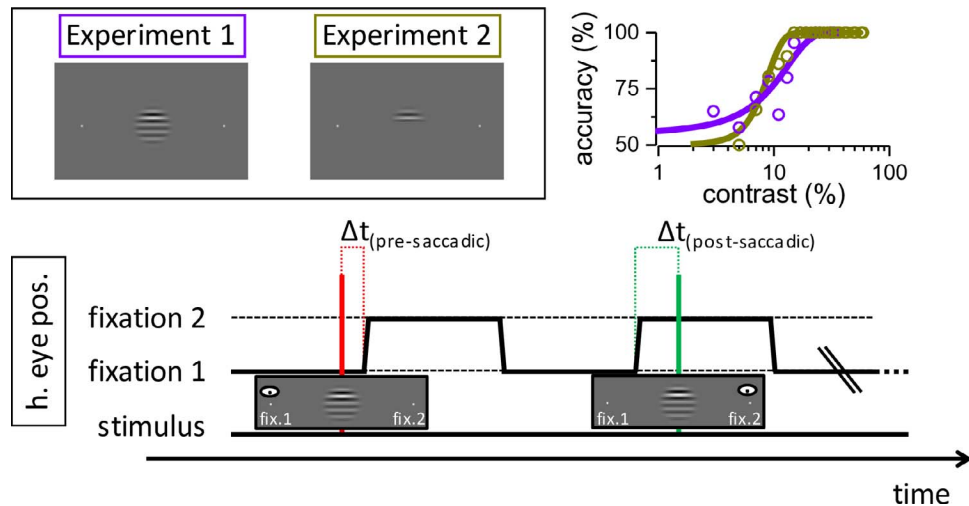 Experiment 1
Experiment 2
accuracy (%)
100
75
50
1
10
100
contrast (%)
Δt(pre-saccadic)
Δt(post-saccadic)
h. eye pos.
fixation 2
fixation 1
fix.1
fix.2
fix.1
fix.2
stimulus
time